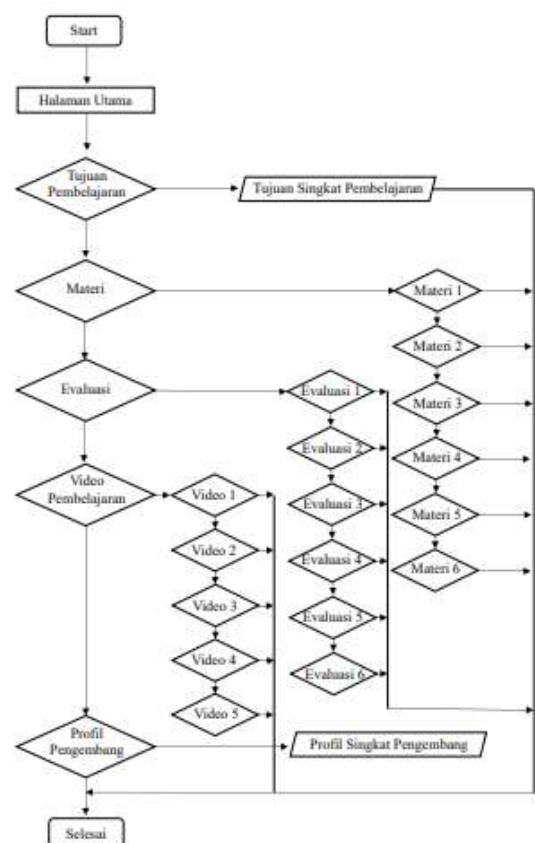 Start
Halaman Utama
Tujuan
Pembelajaran
Tujuan Singkat Pembelajaran
Materi
Materi 1
Materi 2
Materi 3
Materi 4
Materi 5
Materi 6
Evaluasi
Evaluasi 1
Evaluasi 2
Evaluasi 3
Evaluasi 4
Evaluasi 5
Evaluasi 6
Video
Pembelajaran
Video 1
Video 2
Video 3
Video 4
Video 5
Profil
Pengembang
Profil Singkat Pengembang
Selesai